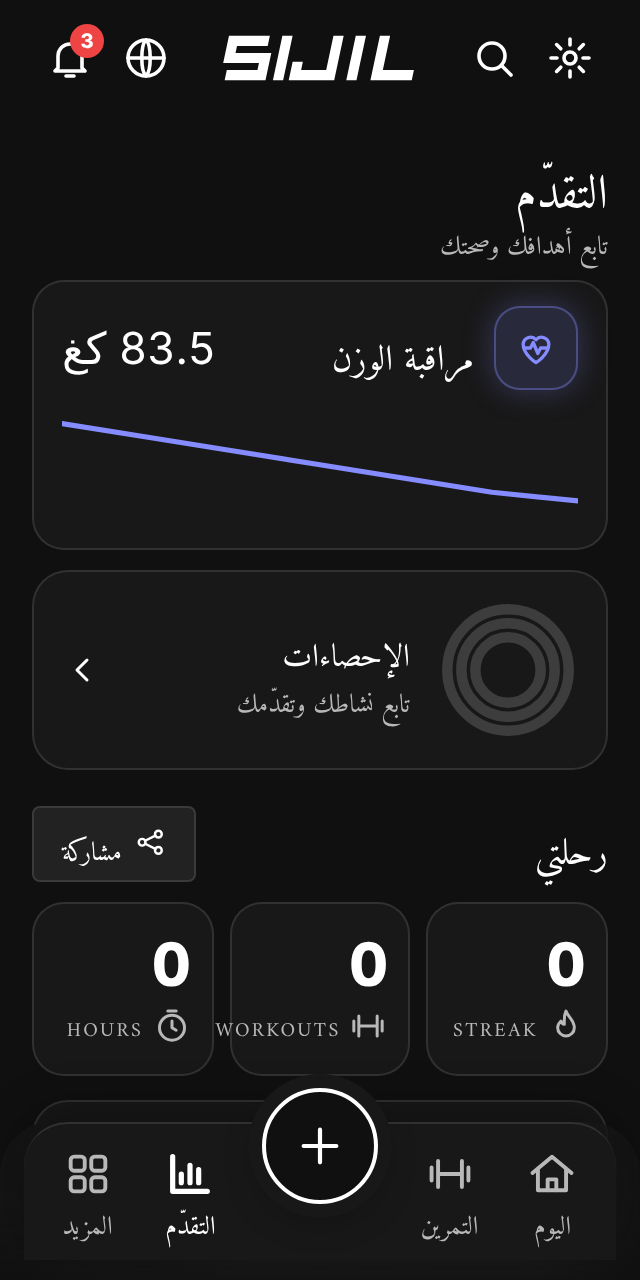 SIJIL
3
التقدّم
تابع أهدافك وصحتك
مراقبة الوزن
83.5 كغ
الإحصاءات
تابع نشاطك وتقدّمك
رحلتي
مشاركة
0
STREAK
0
WORKOUTS
0
HOURS
اليوم
التمرين
التقدّم
المزيد